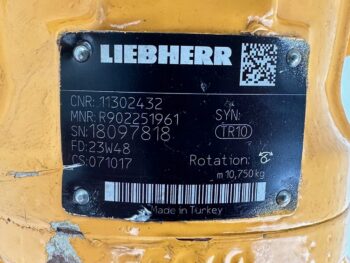 LIEBHERR
CNR: 11302432
MNR: R902251961
SYN:
SN: 18097818
TR10
FD: 23W48
CS: 071017
Rotation:
m 10,750 kg
Made in Turkey